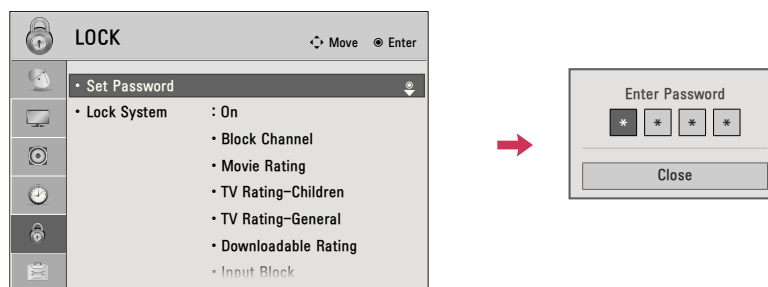 LOCK
Move Enter
• Set Password
• Lock System : On
• Block Channel
• Movie Rating
• TV Rating-Children
• TV Rating-General
• Downloadable Rating
• Input Block
Enter Password
* * * *
Close